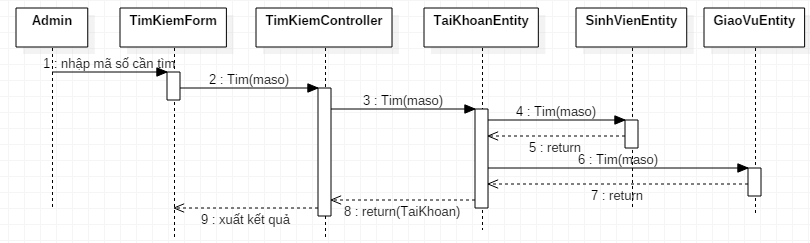 Admin
TimKiemForm
TimKiemController
TaiKhoanEntity
SinhVienEntity
GiaoVuEntity
1 : nhập mã số cần tìm
2 : Tim(maso)
3 : Tim(maso)
4 : Tim(maso)
5 : return
6 : Tim(maso)
7 : return
8 : return(TaiKhoan)
9 : xuất kết quả